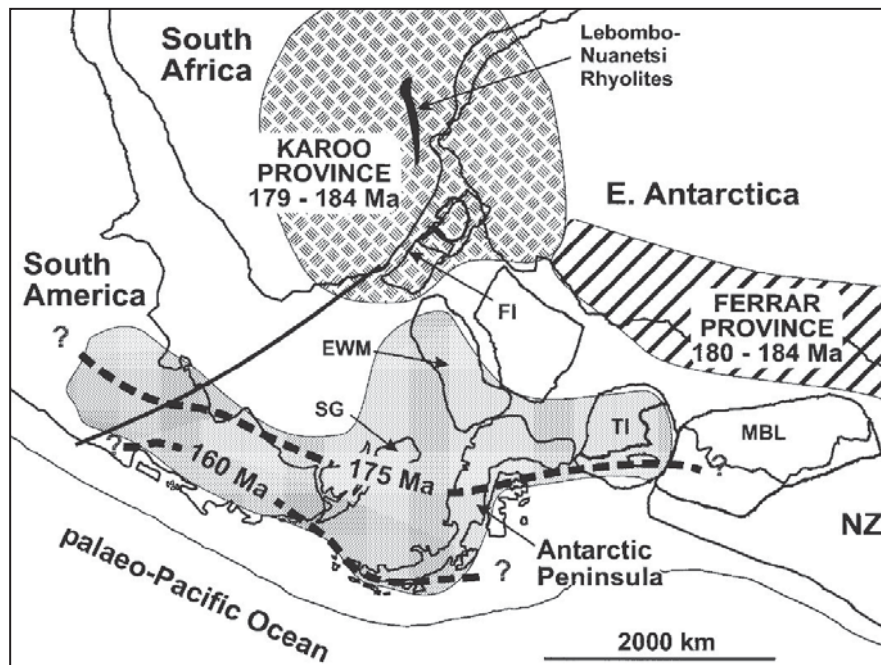 South
Africa
Lebombo-
Nuanetsi
Rhyolites
KAROO
PROVINCE
179 - 184 Ma
E. Antarctica
South
America
FERRAR
PROVINCE
180 - 184 Ma
FI
?
EWM
SG
TI
MBL
?
160 Ma
175 Ma
?
NZ
palaeo-Pacific Ocean
?
Antarctic
Peninsula
2000 km